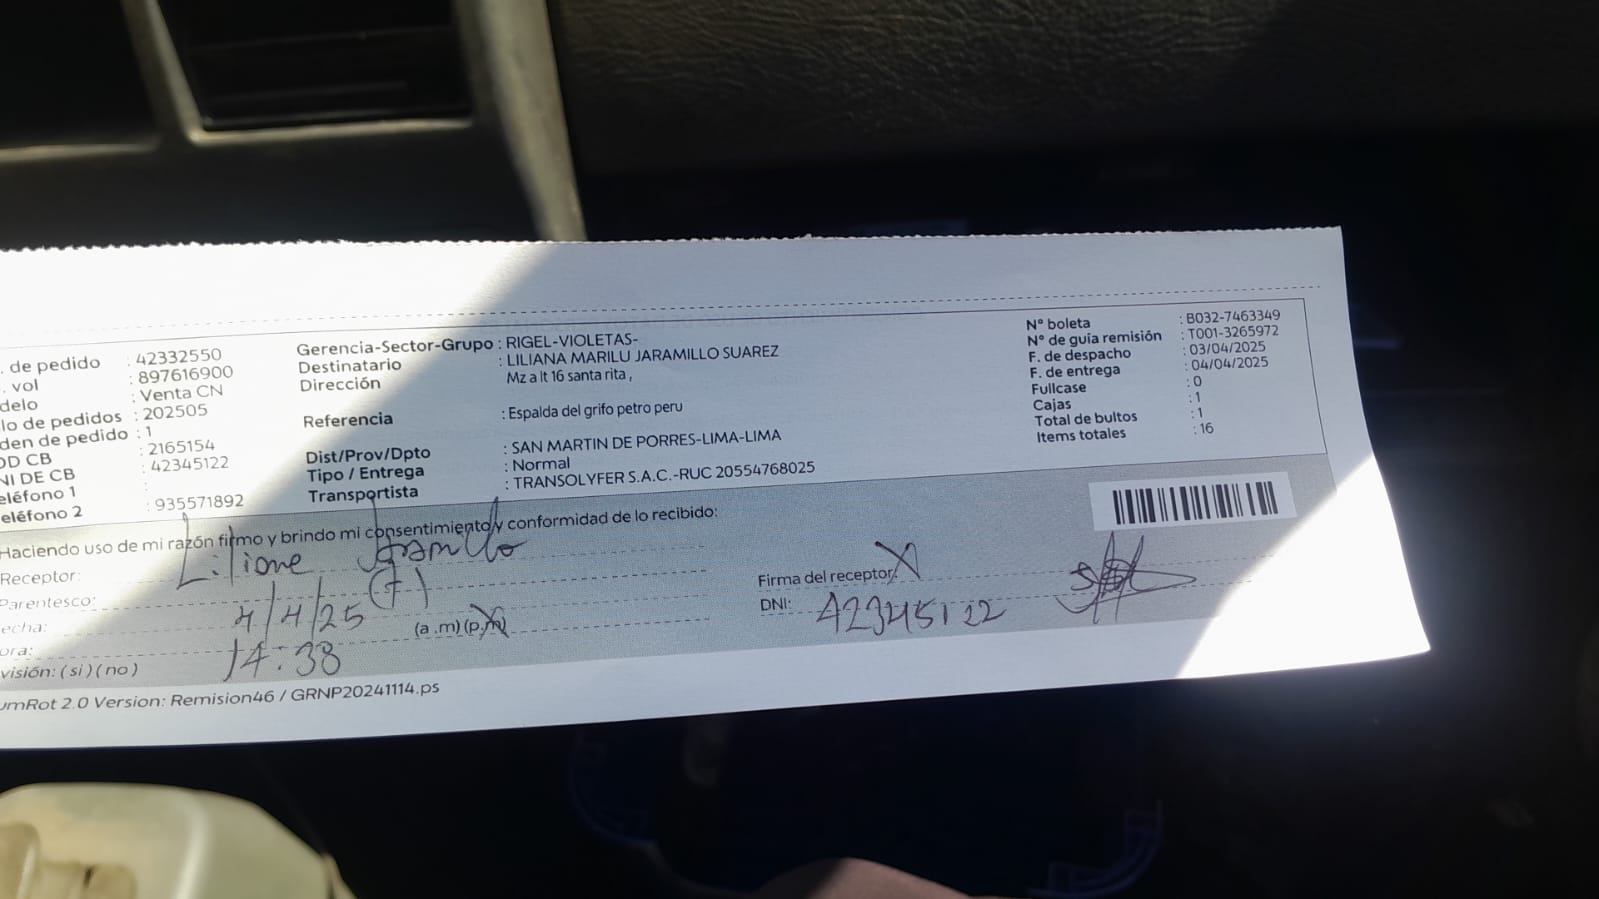 . de pedido : 42332550
. vol : 897616900
delo : Venta CN
lo de pedidos : 202505
den de pedido : 1
OD CB : 2165154
NI DE CB : 42345122
eléfono 1 :
eléfono 2 : 935571892
Gerencia-Sector-Grupo : RIGEL-VIOLETAS-
Destinatario : LILIANA MARILU JARAMILLO SUAREZ
Dirección Mz a lt 16 santa rita ,
Referencia : Espalda del grifo petro peru
Dist/Prov/Dpto : SAN MARTIN DE PORRES-LIMA-LIMA
Tipo / Entrega : Normal
Transportista : TRANSOLYFER S.A.C.-RUC 20554768025
N° boleta : B032-7463349
N° de guía remisión : T001-3265972
F. de despacho : 03/04/2025
F. de entrega : 04/04/2025
Fullcase : 0
Cajas : 1
Total de bultos : 1
Items totales : 16
Haciendo uso de mi razón firmo y brindo mi consentimiento y conformidad de lo recibido:
Receptor:
Parentesco: (T)
echa: 4/4/25
ora: 14:38 (a .m) (p.m)
visión: ( si ) ( no )
Firma del receptor: X
DNI: 42345122
umRot 2.0 Version: Remision46 / GRNP20241114.ps